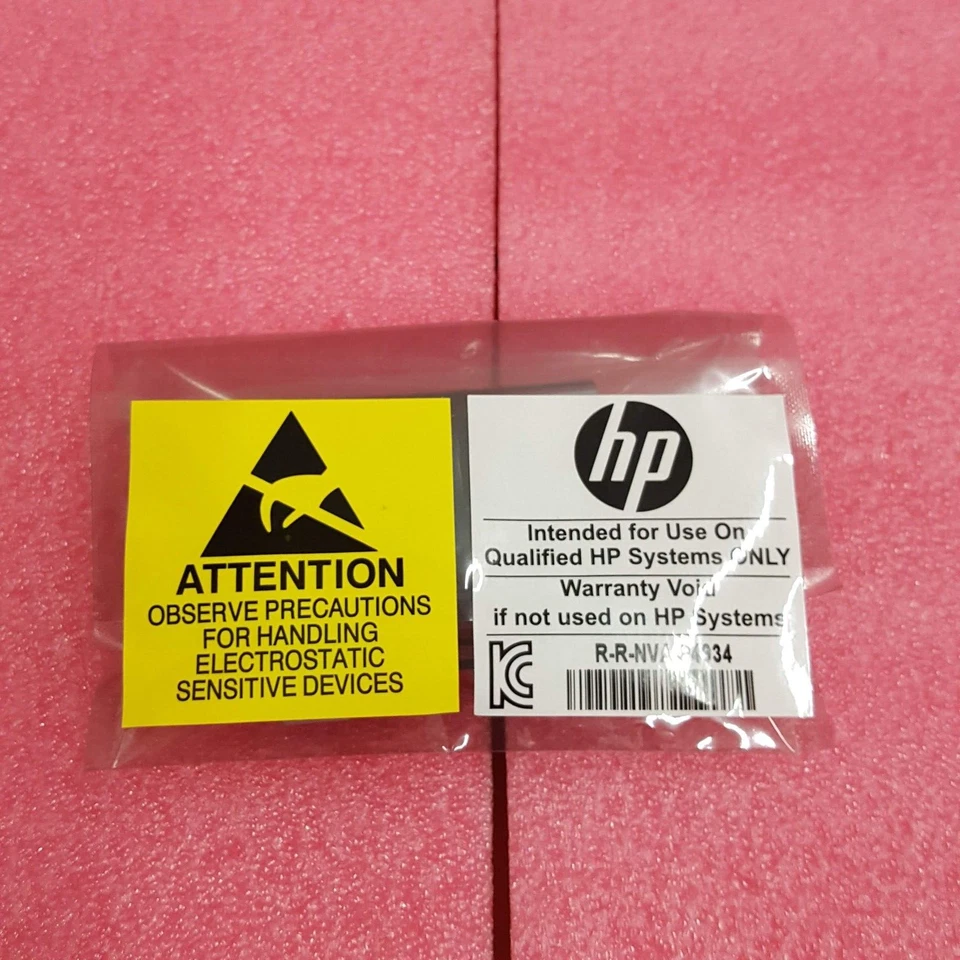 ATTENTION
OBSERVE PRECAUTIONS
FOR HANDLING
ELECTROSTATIC
SENSITIVE DEVICES
hp
Intended for Use On
Qualified HP Systems ONLY
Warranty Void
if not used on HP Systems